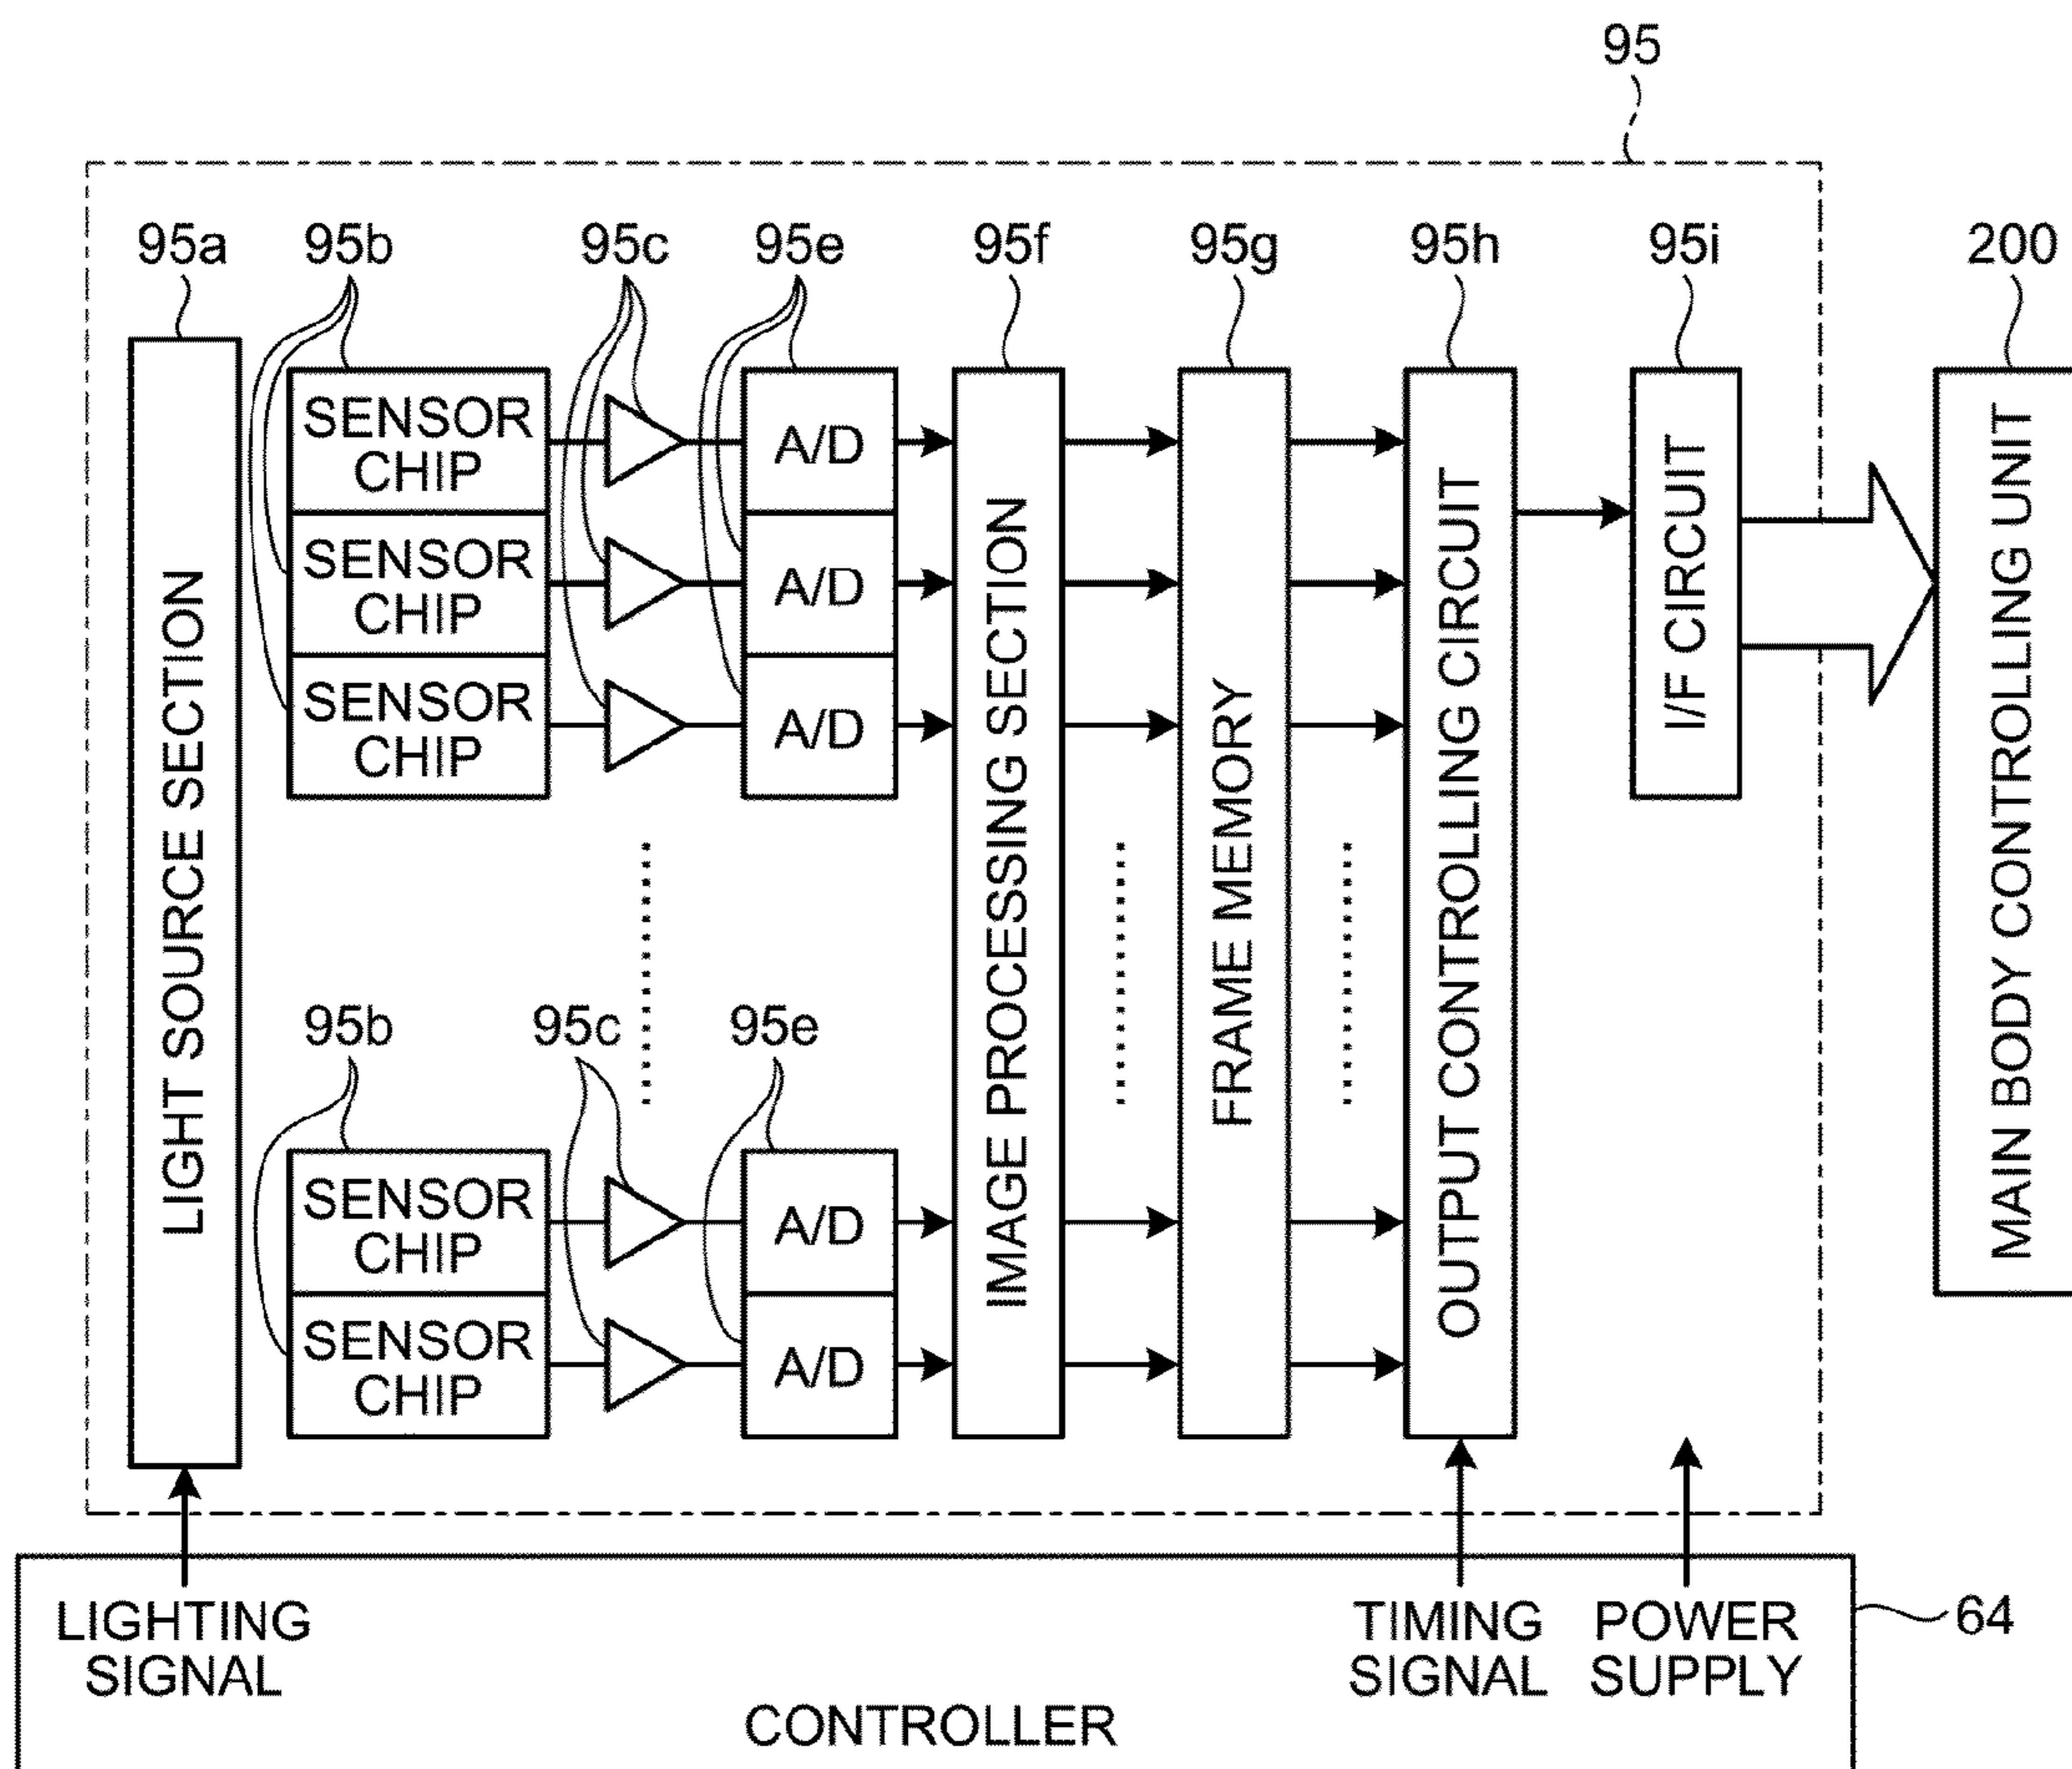 95
95a
95b
95c
95e
95f
95g
95h
95i
200
LIGHT SOURCE SECTION
SENSOR
CHIP
SENSOR
CHIP
SENSOR
CHIP
A/D
A/D
A/D
IMAGE PROCESSING SECTION
FRAME MEMORY
OUTPUT CONTROLLING CIRCUIT
I/F CIRCUIT
MAIN BODY CONTROLLING UNIT
95b
95c
95e
SENSOR
CHIP
SENSOR
CHIP
A/D
A/D
LIGHTING
SIGNAL
TIMING
SIGNAL
POWER
SUPPLY
64
CONTROLLER